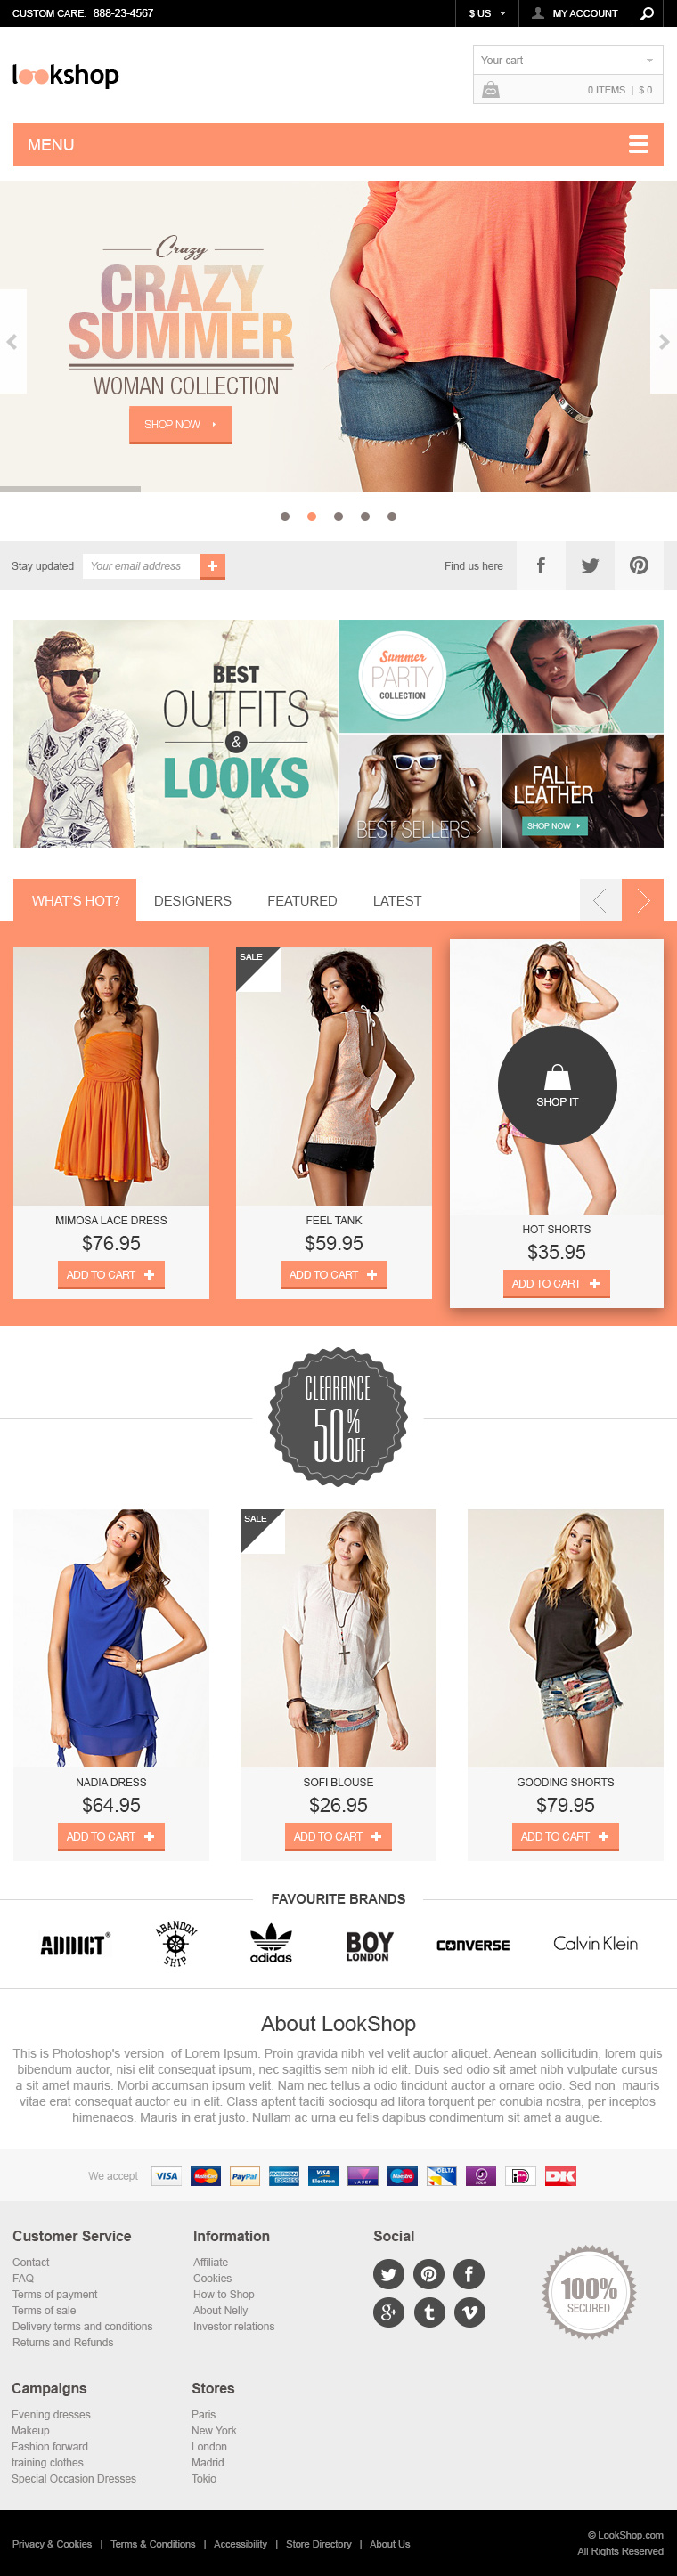 CUSTOM CARE: 888-23-4567
$ US
MY ACCOUNT
lookshop
Your cart
0 ITEMS | $ 0
MENU
Crazy
CRAZY
SUMMER
WOMAN COLLECTION
SHOP NOW
Stay updated
Your email address
Find us here
BEST
OUTFITS
&
LOOKS
Summer
PARTY
COLLECTION
BEST SELLERS
FALL
LEATHER
SHOP NOW
WHAT'S HOT?
DESIGNERS
FEATURED
LATEST
MIMOSA LACE DRESS
$76.95
ADD TO CART
SALE
FEEL TANK
$59.95
ADD TO CART
SHOP IT
HOT SHORTS
$35.95
ADD TO CART
CLEARANCE
50%
OFF
NADIA DRESS
$64.95
ADD TO CART
SALE
SOFI BLOUSE
$26.95
ADD TO CART
GOODING SHORTS
$79.95
ADD TO CART
FAVOURITE BRANDS
ADDICT®
ABANDON
SHIP
adidas
BOY
LONDON
CONVERSE
Calvin Klein
About LookShop
This is Photoshop's version of Lorem Ipsum. Proin gravida nibh vel velit auctor aliquet. Aenean sollicitudin, lorem quis
bibendum auctor, nisi elit consequat ipsum, nec sagittis sem nibh id elit. Duis sed odio sit amet nibh vulputate cursus
a sit amet mauris. Morbi accumsan ipsum velit. Nam nec tellus a odio tincidunt auctor a ornare odio. Sed non mauris
vitae erat consequat auctor eu in elit. Class aptent taciti sociosqu ad litora torquent per conubia nostra, per inceptos
himenaeos. Mauris in erat justo. Nullam ac urna eu felis dapibus condimentum sit amet a augue.
We accept
VISA
MasterCard
PayPal
AMERICAN EXPRESS
VISA Electron
LASER
Maestro
DELTA
SOLO
DK
Customer Service
Contact
FAQ
Terms of payment
Terms of sale
Delivery terms and conditions
Returns and Refunds
Information
Affiliate
Cookies
How to Shop
About Nelly
Investor relations
Social
100%
SECURED
Campaigns
Evening dresses
Makeup
Fashion forward
training clothes
Special Occasion Dresses
Stores
Paris
New York
London
Madrid
Tokio
Privacy & Cookies | Terms & Conditions | Accessibility | Store Directory | About Us
© LookShop.com
All Rights Reserved